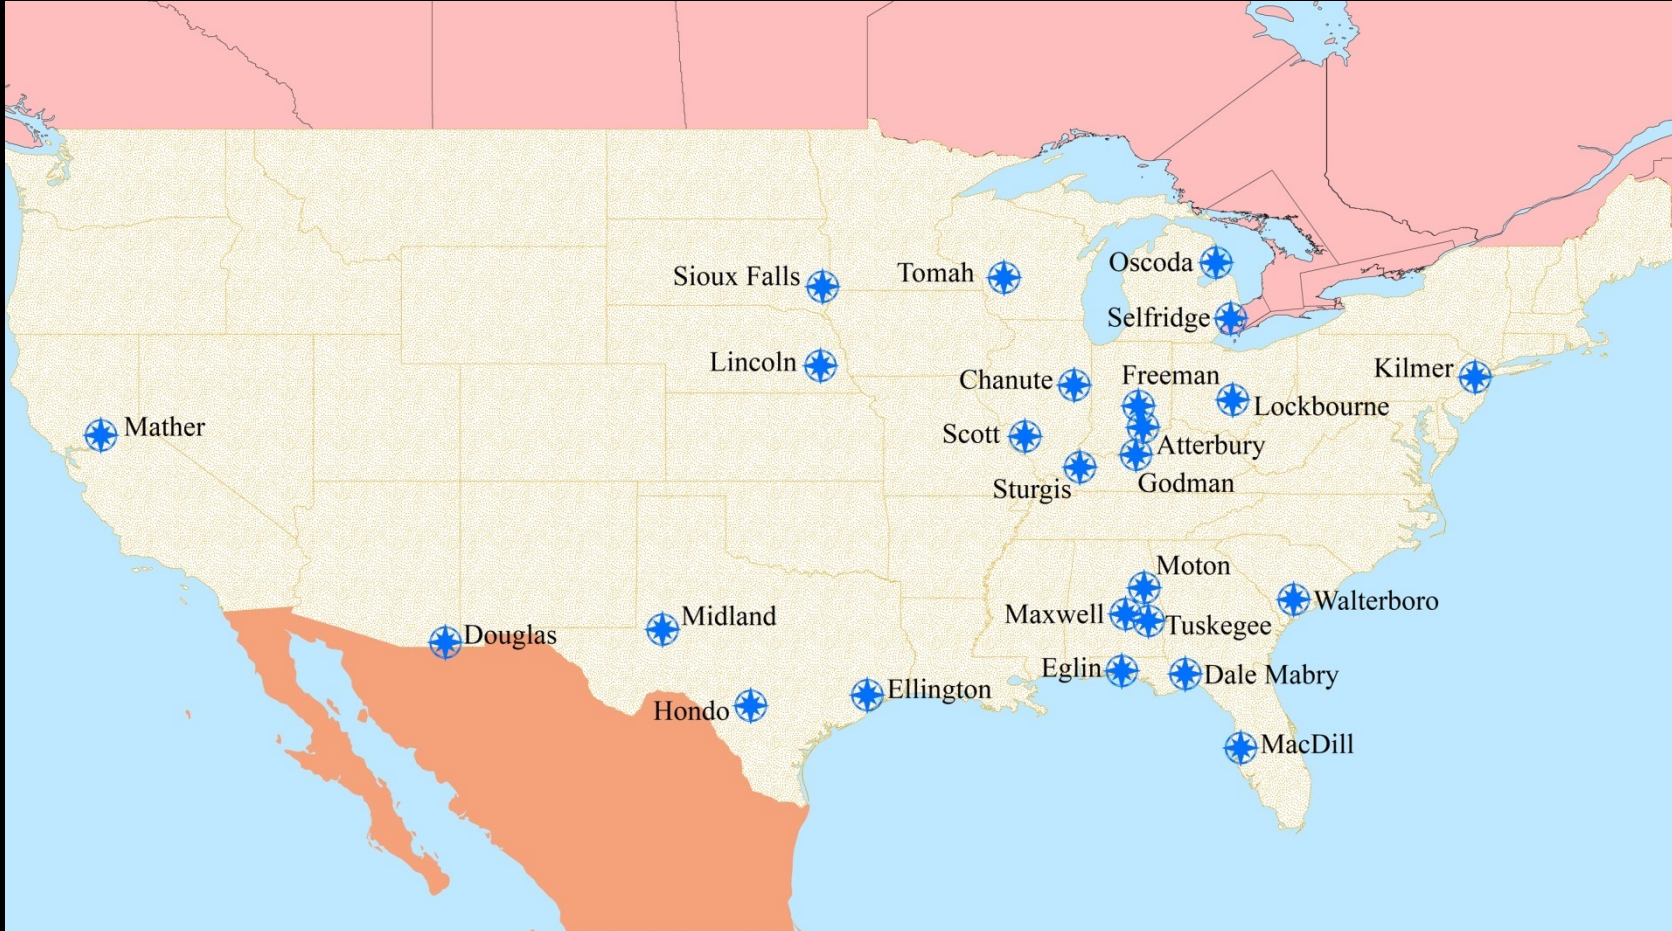 Oscoda
Tomah
Sioux Falls
Selfridge
Lincoln
Kilmer
Freeman
Chanute
Lockbourne
Mather
Scott
Atterbury
Godman
Sturgis
Moton
Walterboro
Maxwell
Midland
Tuskegee
Douglas
Eglin
Dale Mabry
Ellington
Hondo
MacDill